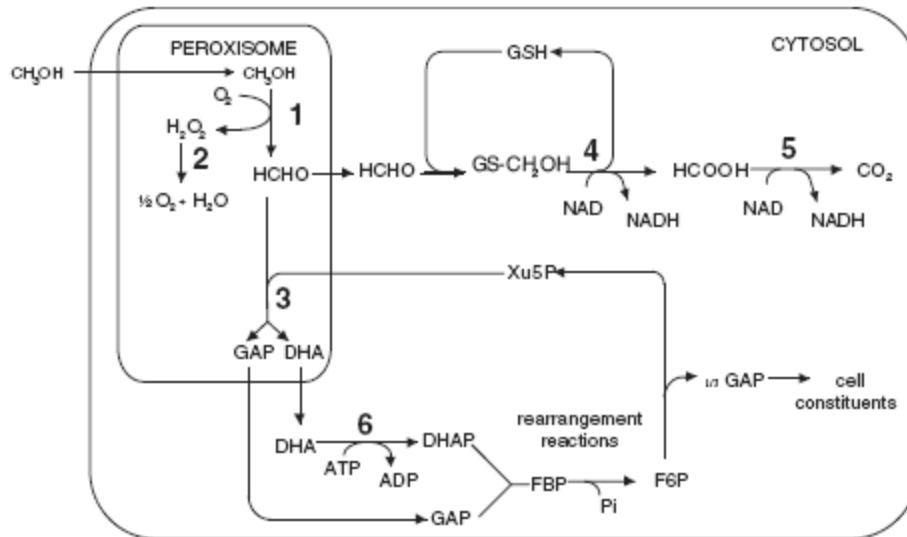 PEROXISOME
CYTOSOL
GSH
CH₃OH
CH₃OH
O₂
1
H₂O₂
2
HCHO
HCHO
GS-CH₂OH
4
HCOOH
5
CO₂
½ O₂ + H₂O
NAD
NADH
NAD
NADH
Xu5P
3
GAP
DHA
1/3 GAP
cell
constituents
rearrangement
reactions
DHA
6
DHAP
ATP
ADP
FBP
F6P
Pi
GAP